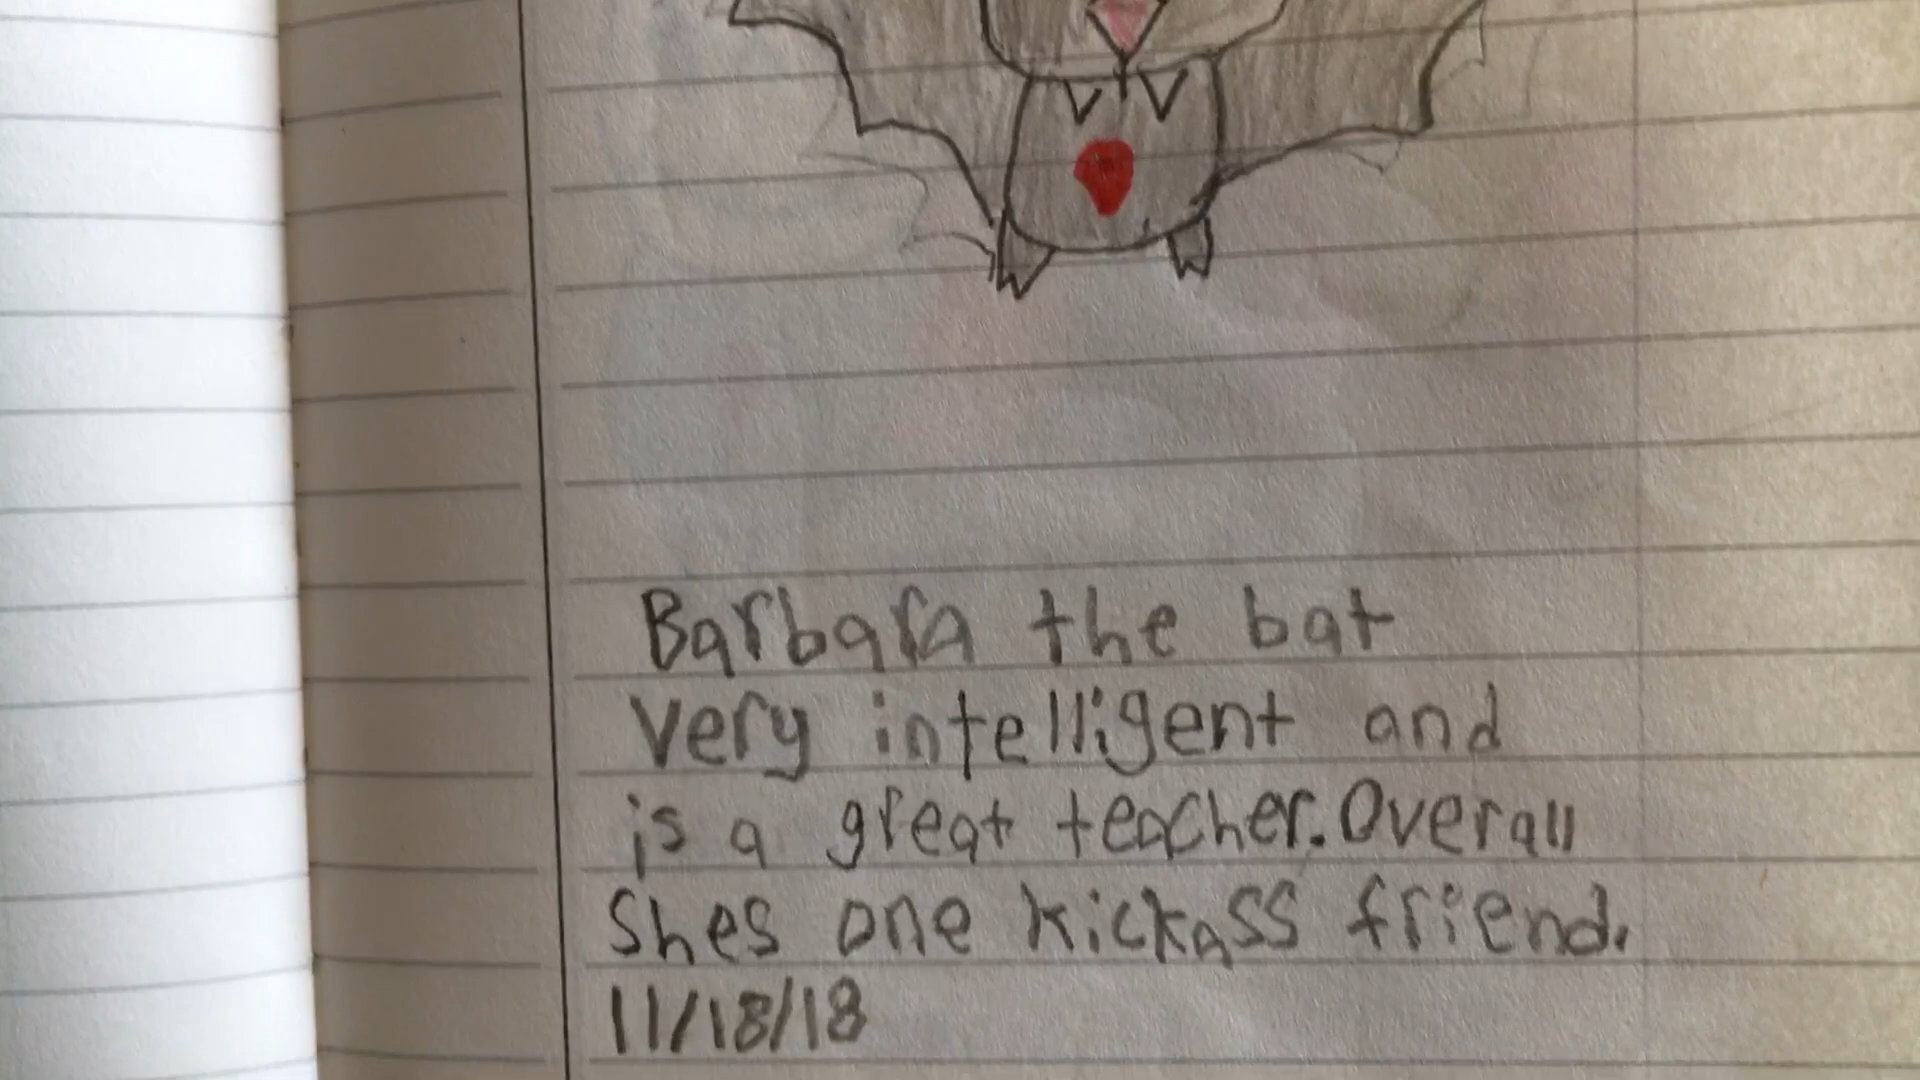 Barbara the bat
Very intelligent and
is a great teacher. Overall
Shes one kickass friend.
11/18/18